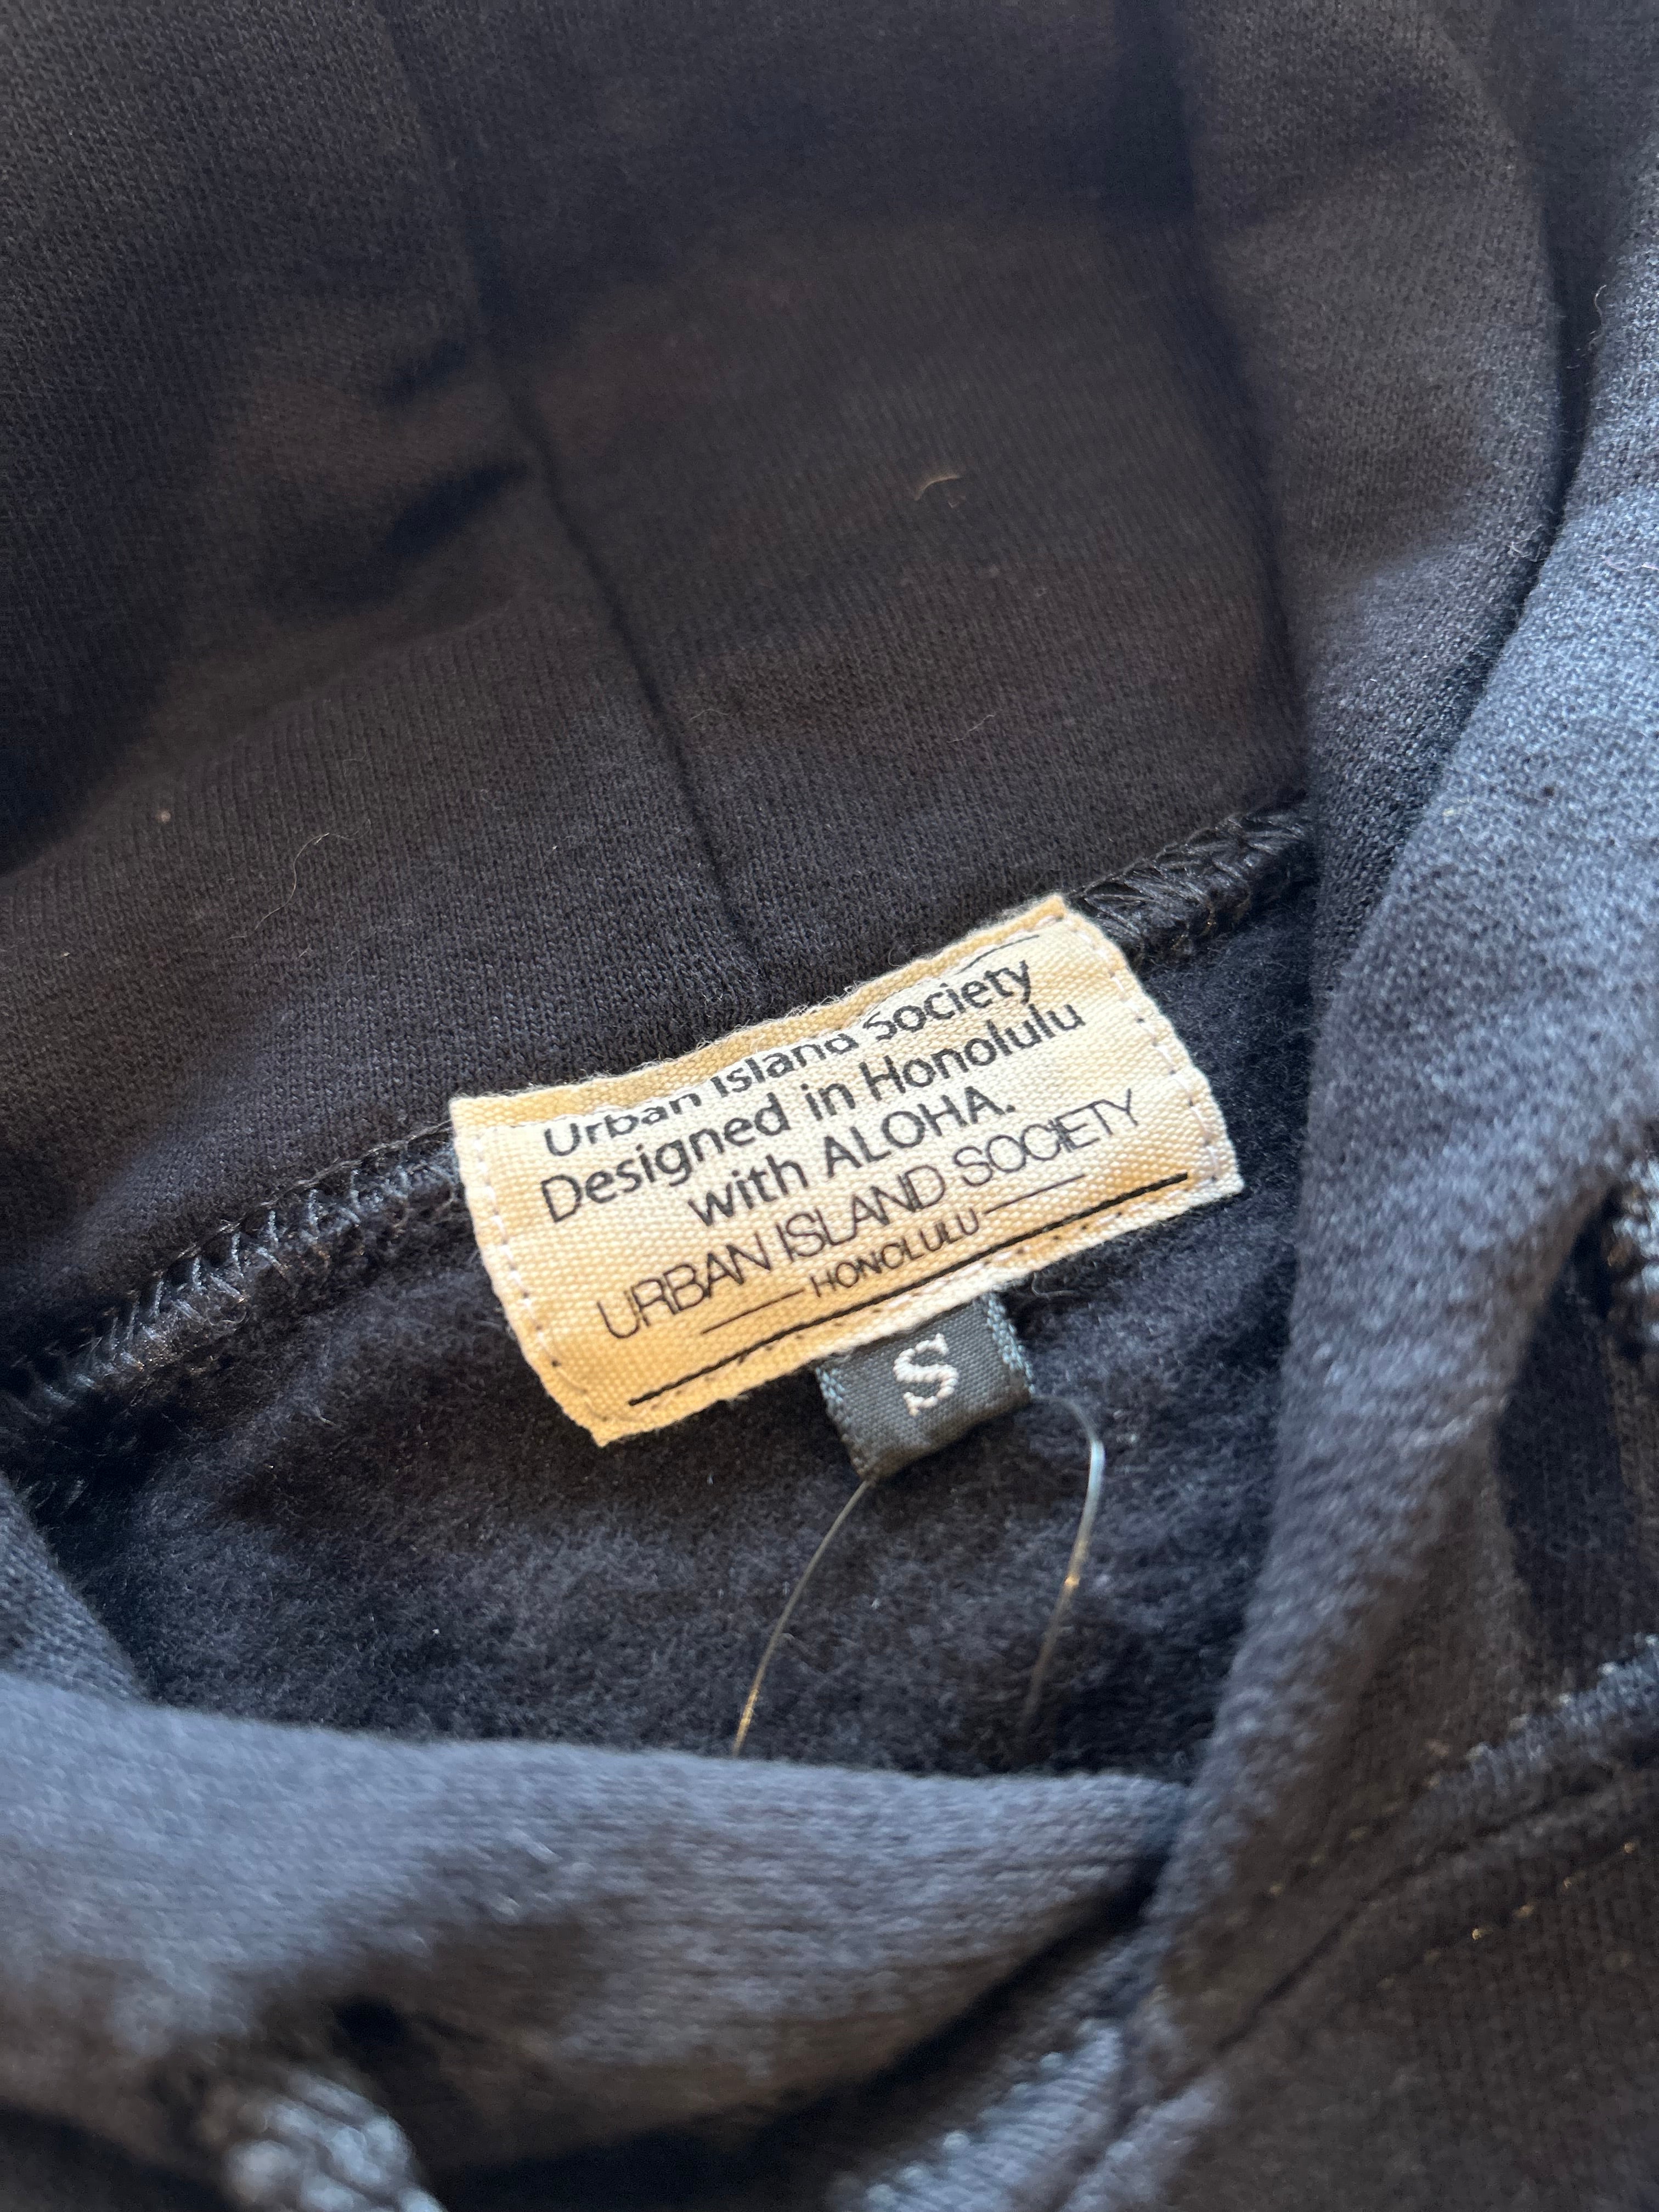 Urban Island Society
Designed in Honolulu
with ALOHA.
URBAN ISLAND SOCIETY
HONOLULU
S